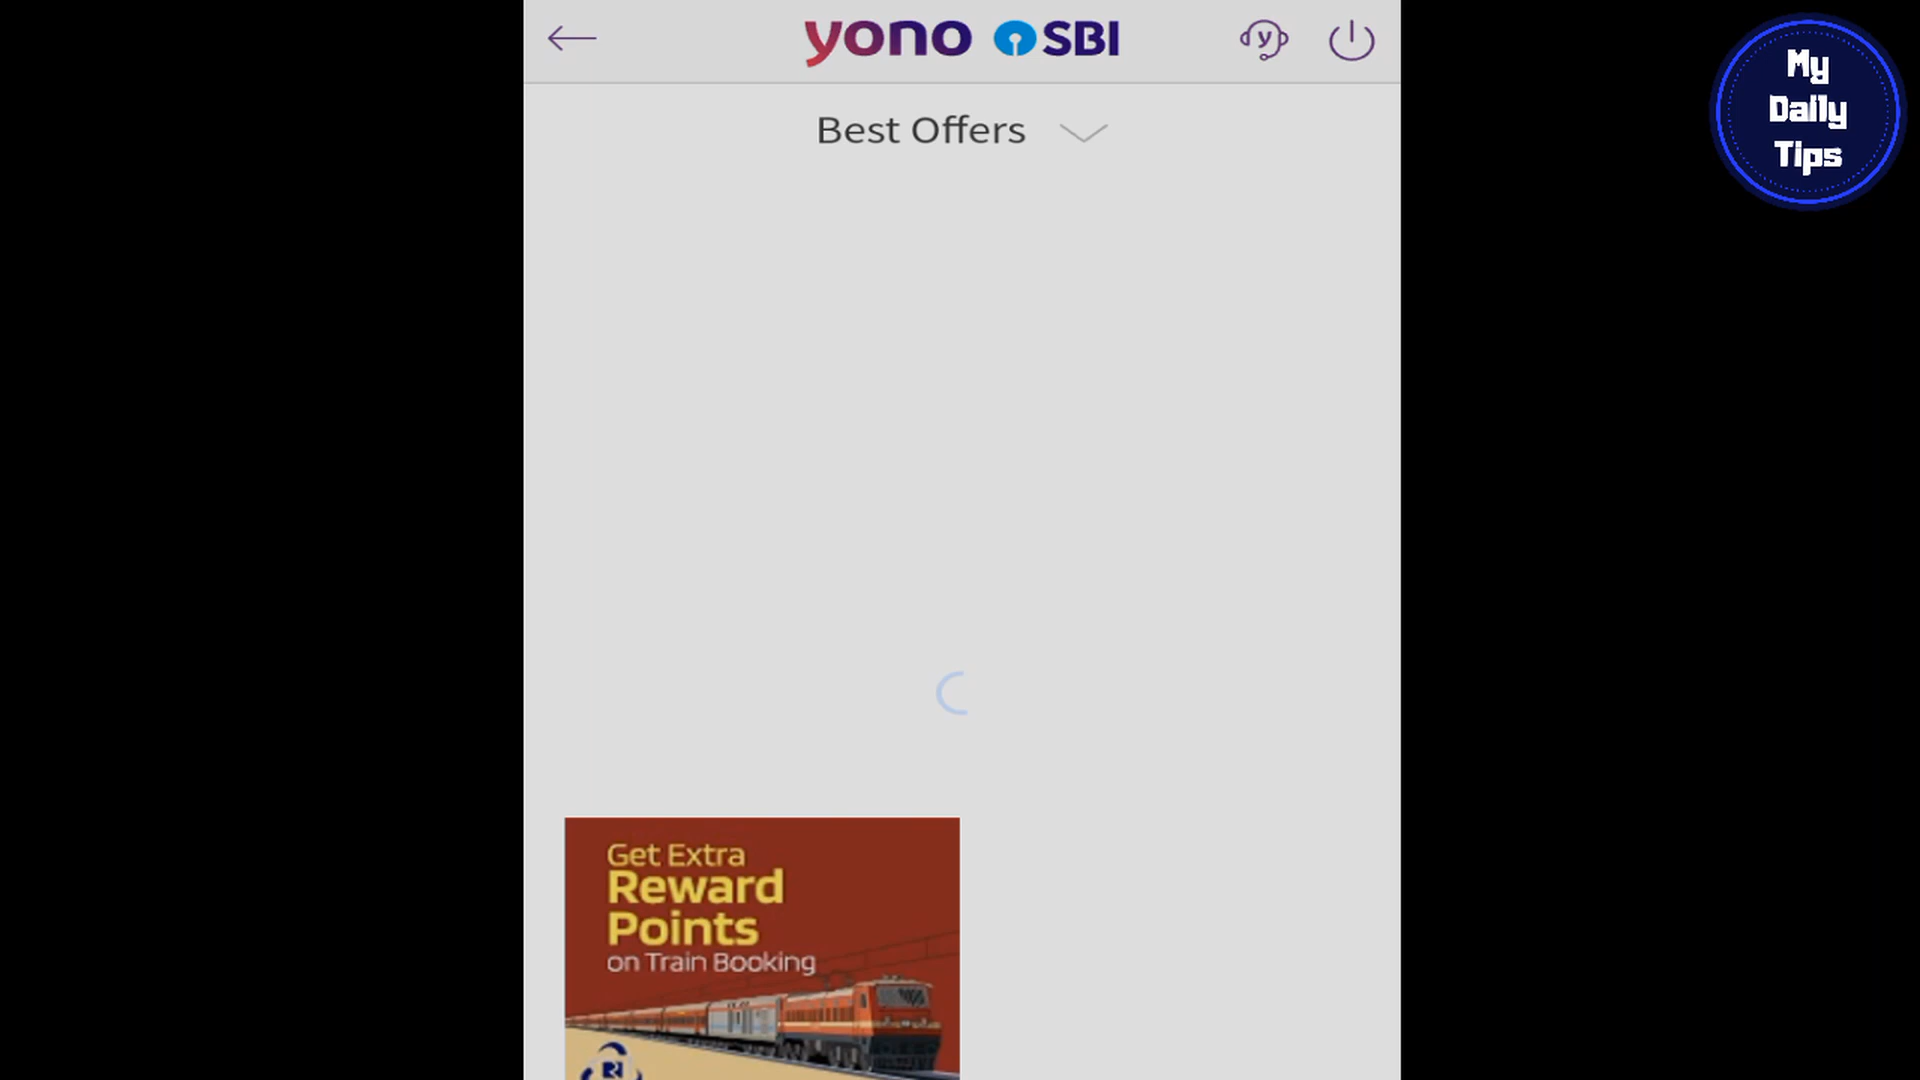 yono SBI
y
My
Daily
Tips
Best Offers
Get Extra
Reward
Points
on Train Booking